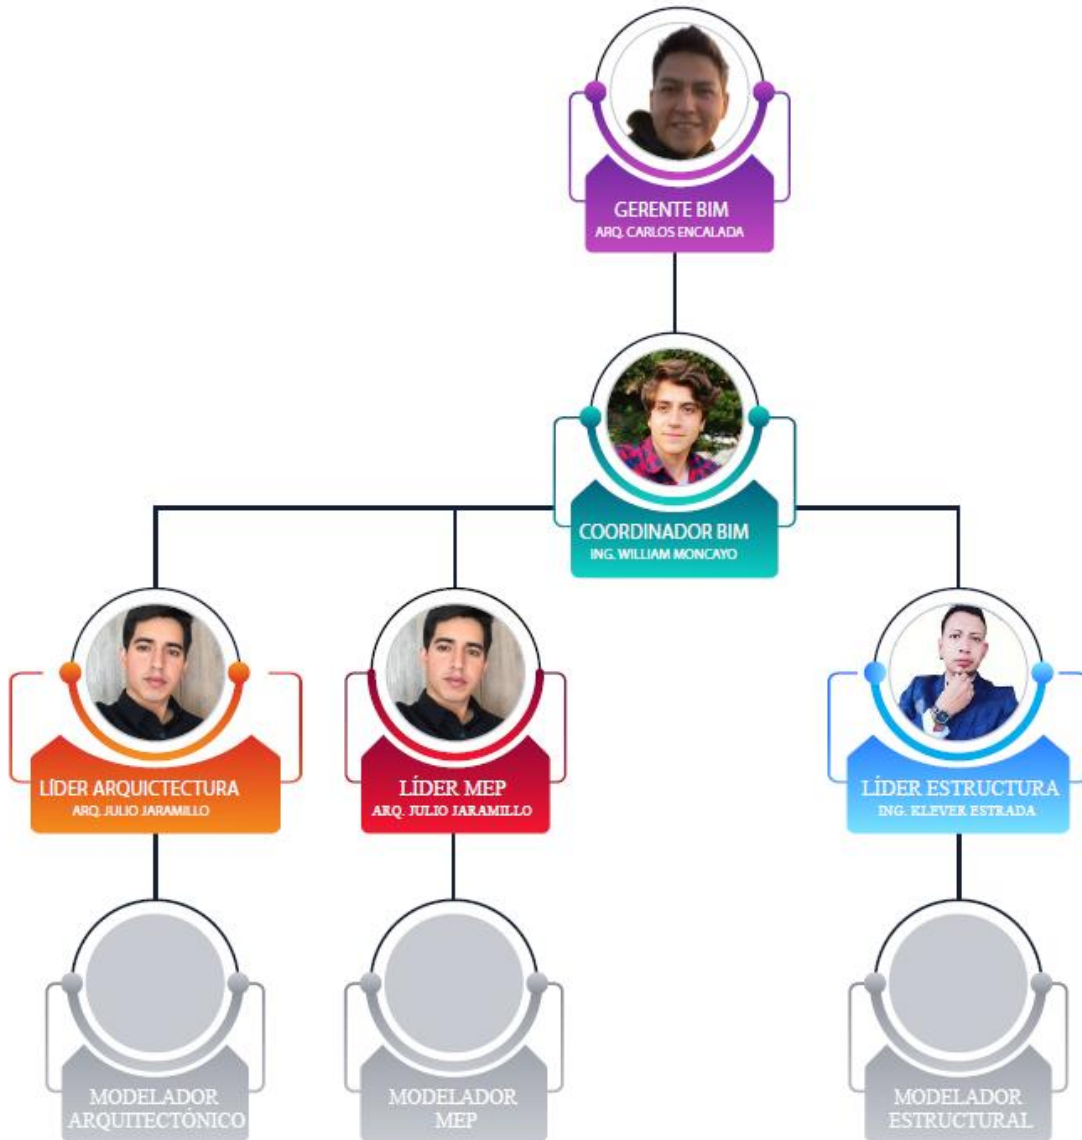 GERENTE BIM
ARQ. CARLOS ENCALADA
COORDINADOR BIM
ING. WILLIAM MONCAYO
LÍDER ARQUICTECTURA
ARQ. JULIO JARAMILLO
LÍDER MEP
ARQ. JULIO JARAMILLO
LÍDER ESTRUCTURA
ING. KLEVER ESTRADA
MODELADOR
ARQUITECTÓNICO
MODELADOR
MEP
MODELADOR
ESTRUCTURAL